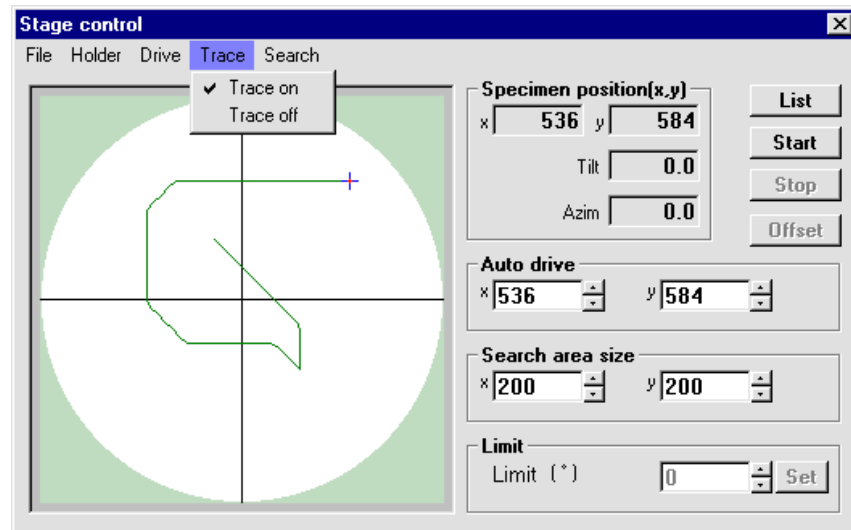 Stage control
File Holder Drive Trace Search
Trace on
Trace off
Specimen position(x,y)
x 536 y 584
Tilt 0.0
Azim 0.0
List
Start
Stop
Offset
Auto drive
x 536 y 584
Search area size
x 200 y 200
Limit
Limit (°) 0 Set